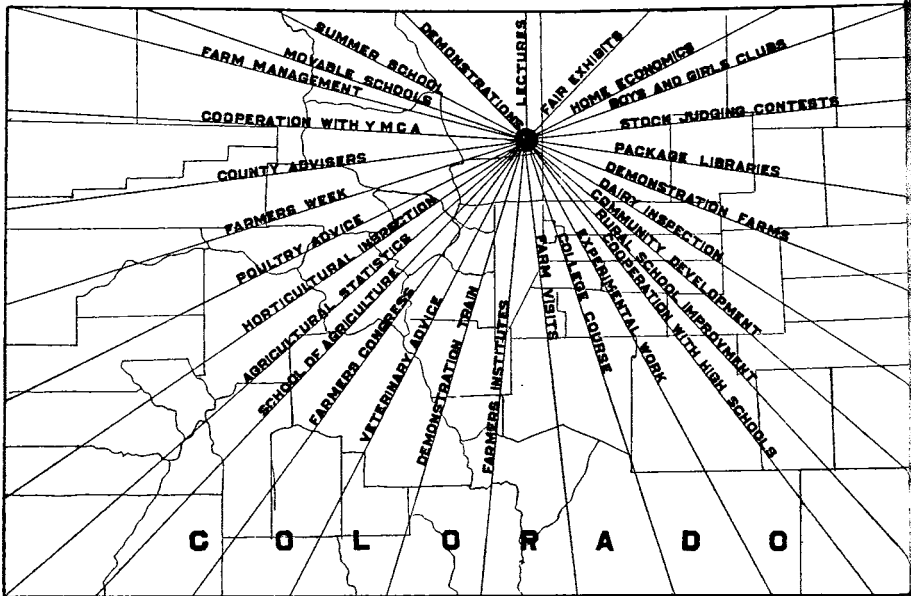 SUMMER SCHOOL
MOVABLE SCHOOLS
FARM MANAGEMENT
COOPERATION WITH Y M C A
COUNTY ADVISERS
FARMERS WEEK
POULTRY ADVICE
HORTICULTURAL INSPECTION
AGRICULTURAL STATISTICS
SCHOOL OF AGRICULTURE
FARMERS CONGRESS
VETERINARY ADVICE
DEMONSTRATION TRAIN
FARMERS INSTITUTES
FARM VISITS
COLLEGE COURSE
EXPERIMENTAL WORK
COOPERATION WITH HIGH SCHOOLS
RURAL SCHOOL IMPROVMENT
COMMUNITY DEVELOPMENT
DAIRY INSPECTION
DEMONSTRATION FARMS
PACKAGE LIBRARIES
STOCK JUDGING CONTESTS
BOYS AND GIRLS CLUBS
HOME ECONOMICS
FAIR EXHIBITS
LECTURES
DEMONSTRATIONS
COLORADO